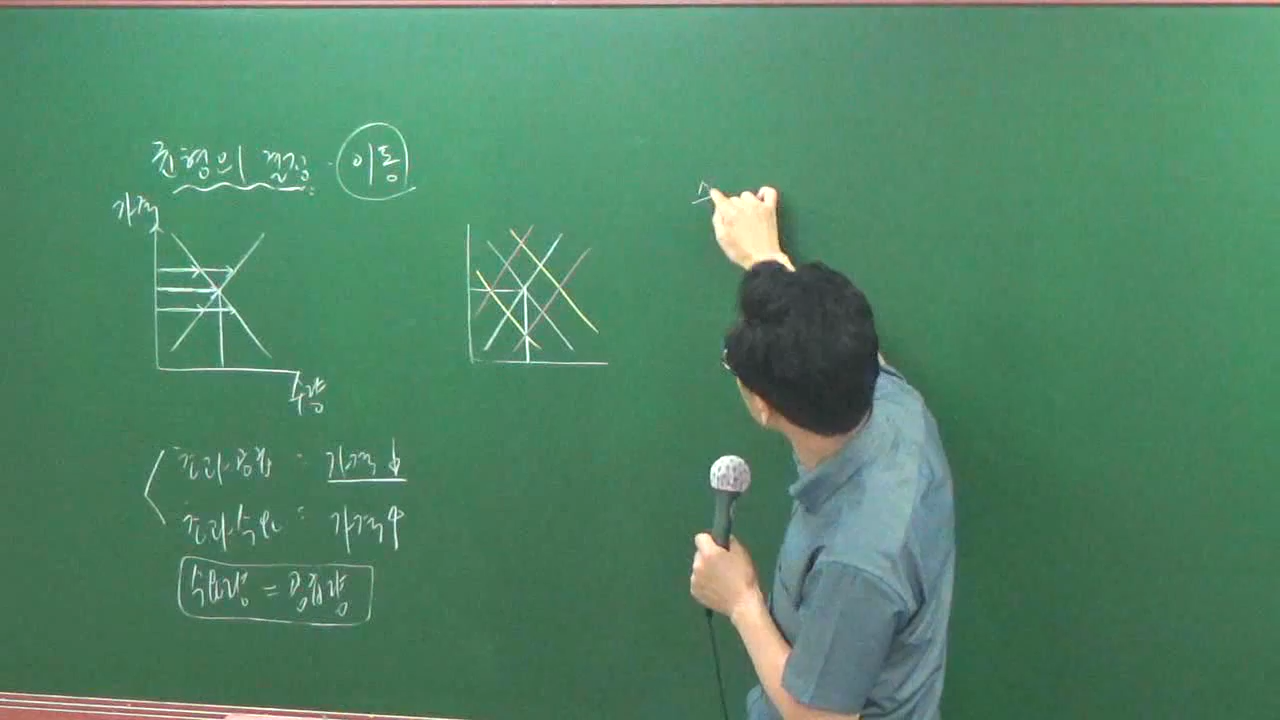 균형의 결정 · 이동
가격
수량
초과공급 : 가격 ↓
초과수요 : 가격 ↑
수요량 = 공급량